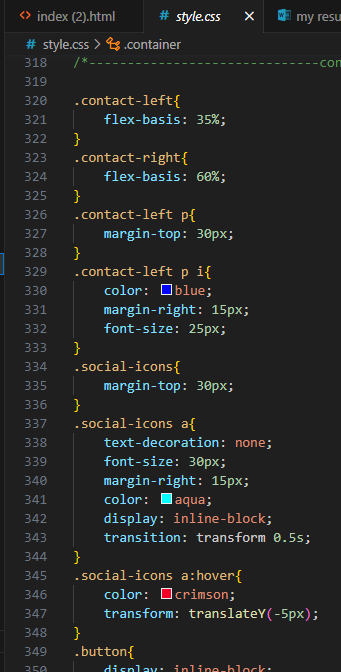 index (2).html
style.css
my resu
style.css > .container
318 /*------------------------------con
319
320 .contact-left{
321     flex-basis: 35%;
322 }
323 .contact-right{
324     flex-basis: 60%;
325 }
326 .contact-left p{
327     margin-top: 30px;
328 }
329 .contact-left p i{
330     color: blue;
331     margin-right: 15px;
332     font-size: 25px;
333 }
334 .social-icons{
335     margin-top: 30px;
336 }
337 .social-icons a{
338     text-decoration: none;
339     font-size: 30px;
340     margin-right: 15px;
341     color: aqua;
342     display: inline-block;
343     transition: transform 0.5s;
344 }
345 .social-icons a:hover{
346     color: crimson;
347     transform: translateY(-5px);
348 }
349 .button{
350     display: inline-block;